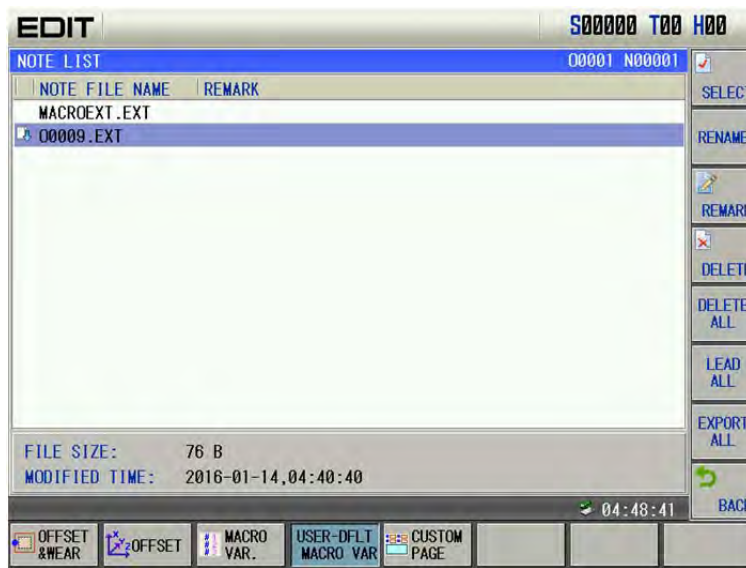 EDIT S00000 T00 H00
NOTE LIST O0001 N00001
NOTE FILE NAME REMARK
MACROEXT.EXT
O0009.EXT
SELECT
RENAME
REMARK
DELETE
DELETE
ALL
LEAD
ALL
EXPORT
ALL
BACK
FILE SIZE: 76 B
MODIFIED TIME: 2016-01-14,04:40:40
04:48:41
OFFSET
&WEAR
OFFSET
MACRO
VAR.
USER-DFLT
MACRO VAR
CUSTOM
PAGE